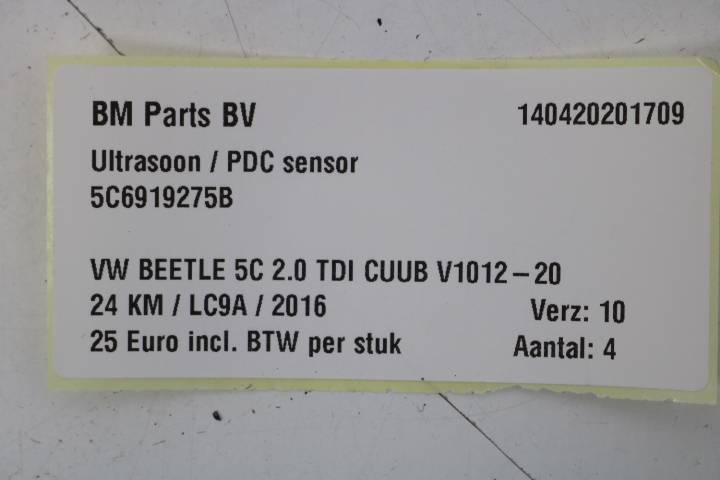 BM Parts BV 140420201709
Ultrasoon / PDC sensor
5C6919275B
VW BEETLE 5C 2.0 TDI CUUB V1012-20
24 KM / LC9A / 2016 Verz: 10
25 Euro incl. BTW per stuk Aantal: 4